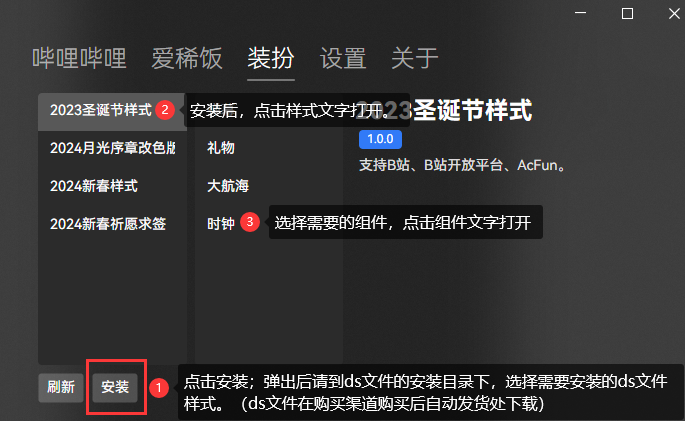 哔哩哔哩 爱稀饭 装扮 设置 关于
2023圣诞节样式 2 安装后，点击样式文字打开。 2023圣诞节样式
1.0.0
2024月光序章改色版 礼物
支持B站、B站开放平台、AcFun。
2024新春样式 大航海
2024新春祈愿求签 时钟 3 选择需要的组件，点击组件文字打开
刷新 安装 1 点击安装；弹出后请到ds文件的安装目录下，选择需要安装的ds文件
样式。（ds文件在购买渠道购买后自动发货处下载）